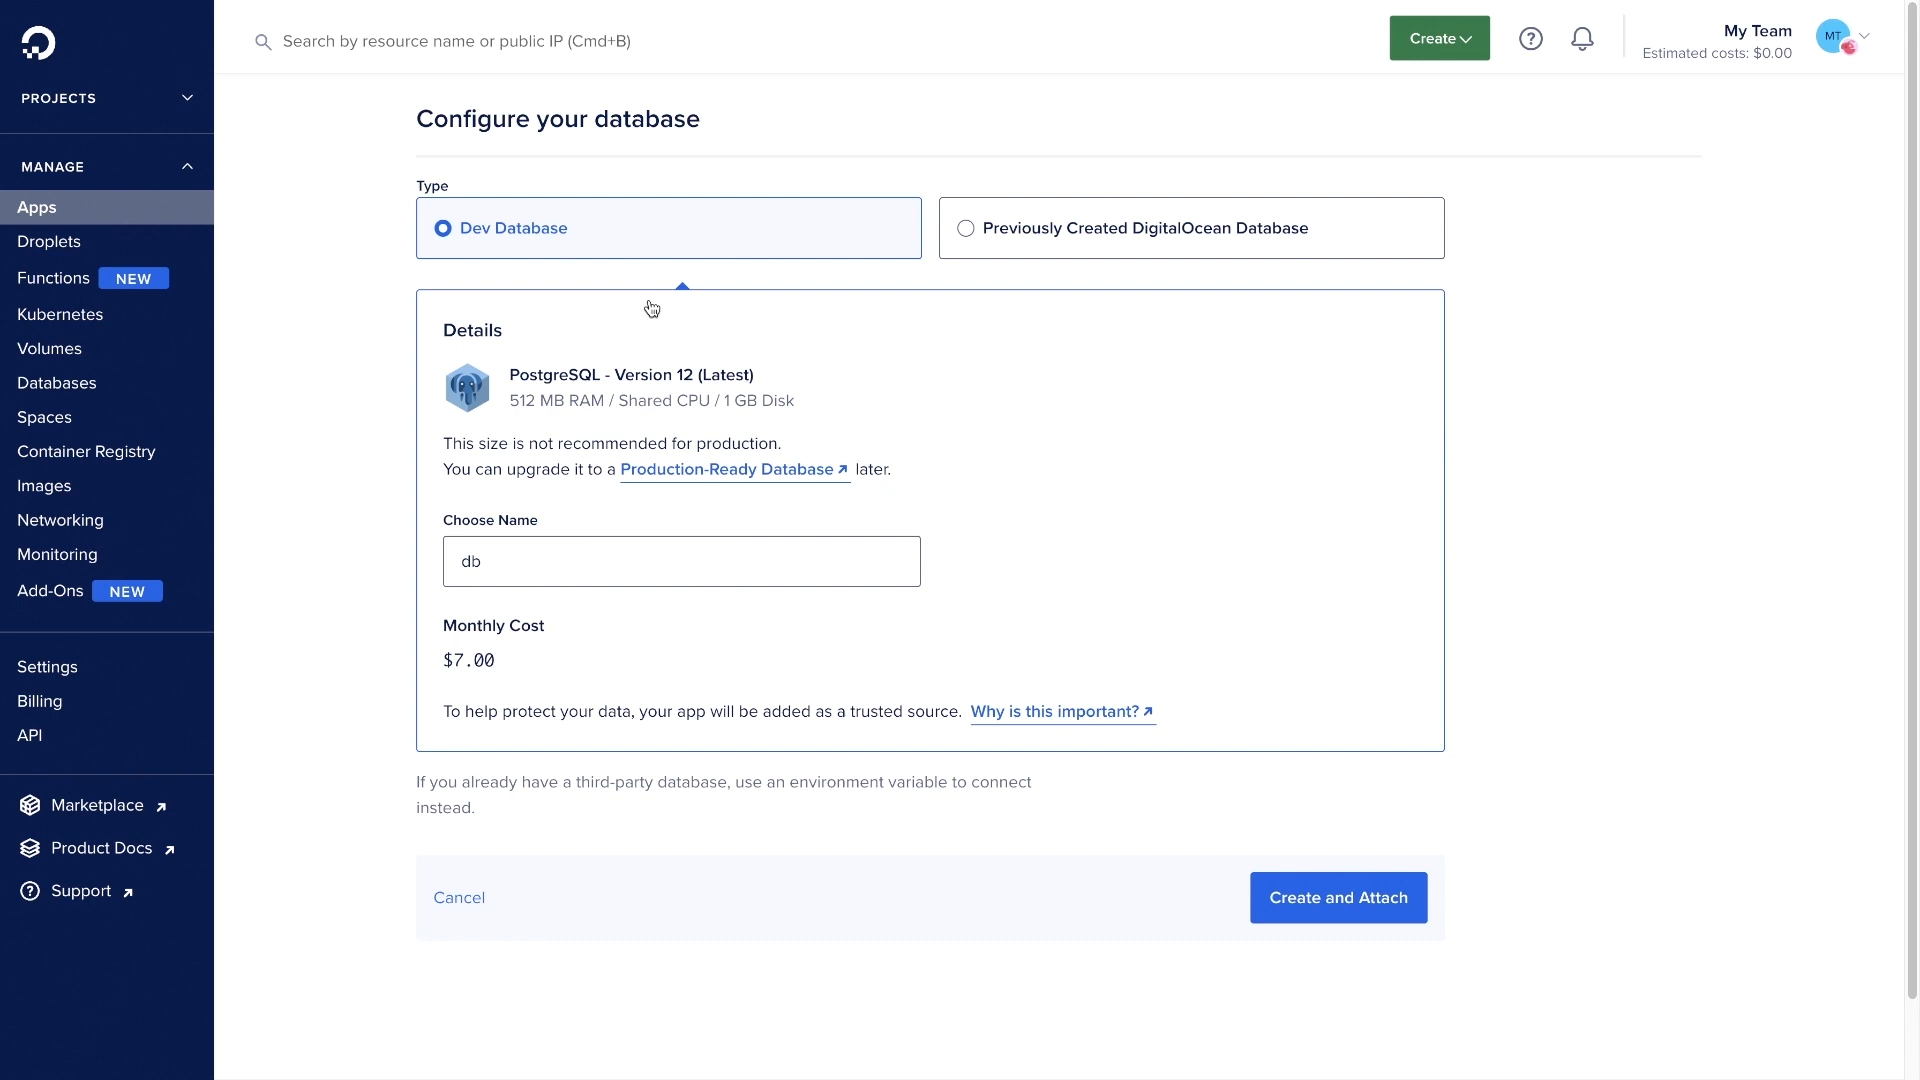 Search by resource name or public IP (Cmd+B)
Create
My Team
Estimated costs: $0.00
MT
PROJECTS
MANAGE
Apps
Droplets
Functions NEW
Kubernetes
Volumes
Databases
Spaces
Container Registry
Images
Networking
Monitoring
Add-Ons NEW
Settings
Billing
API
Marketplace
Product Docs
Support
Configure your database
Type
Dev Database
Previously Created DigitalOcean Database
Details
PostgreSQL - Version 12 (Latest)
512 MB RAM / Shared CPU / 1 GB Disk
This size is not recommended for production.
You can upgrade it to a Production-Ready Database later.
Choose Name
db
Monthly Cost
$7.00
To help protect your data, your app will be added as a trusted source. Why is this important?
If you already have a third-party database, use an environment variable to connect
instead.
Cancel
Create and Attach